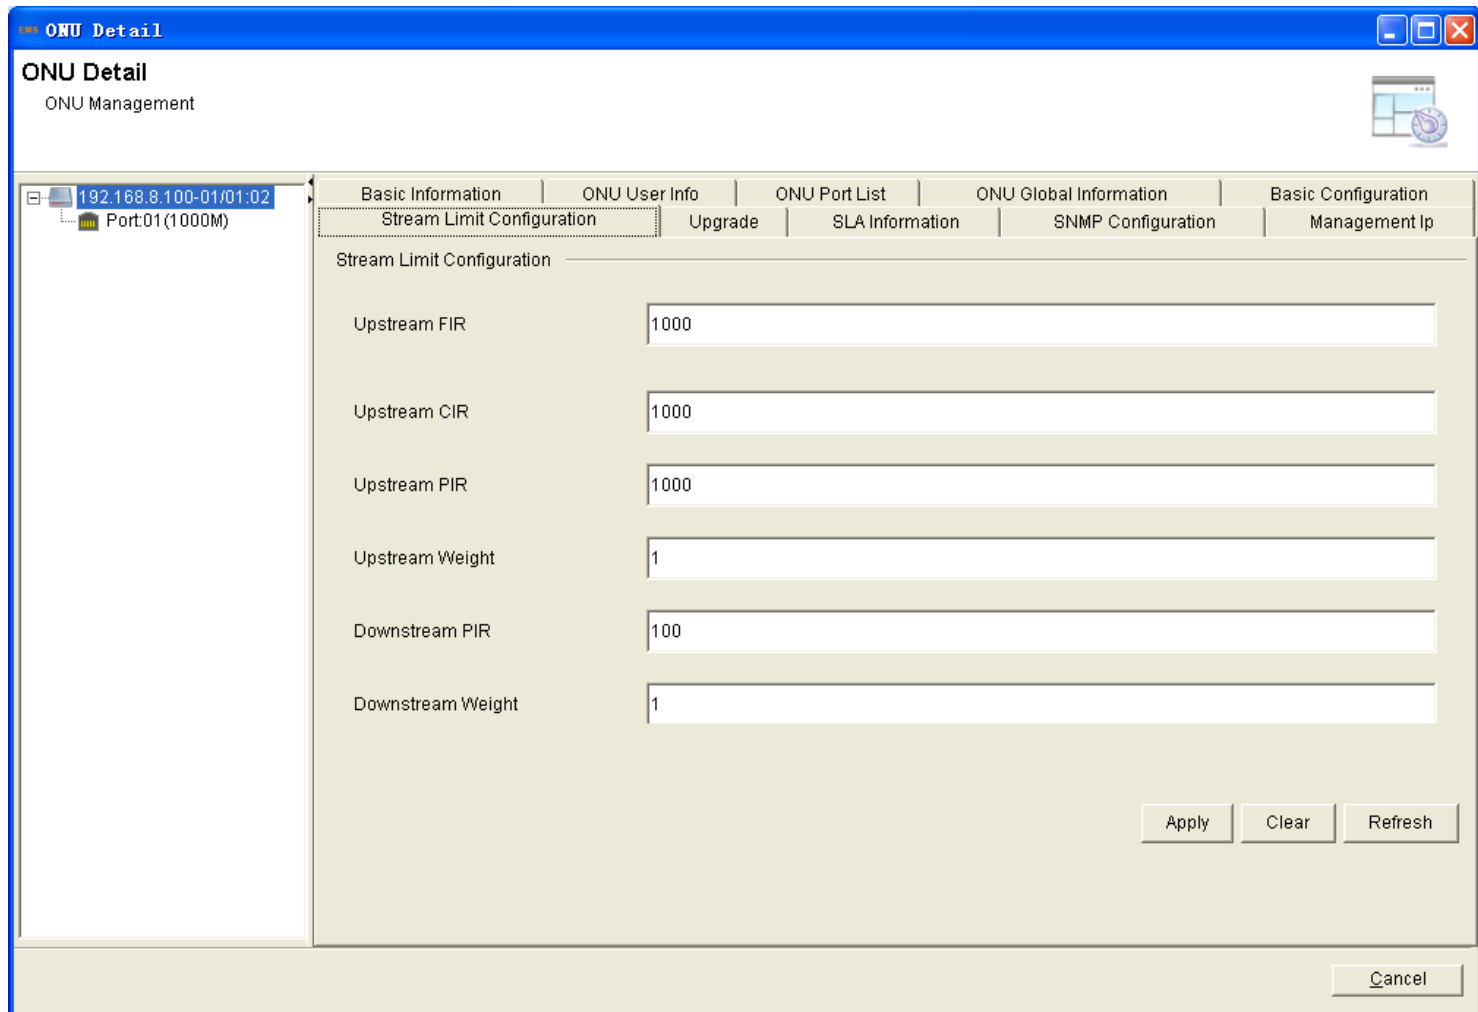 EMS ONU Detail
ONU Detail
ONU Management
192.168.8.100-01/01:02
Port:01(1000M)
Basic Information ONU User Info ONU Port List ONU Global Information Basic Configuration
Stream Limit Configuration Upgrade SLA Information SNMP Configuration Management Ip
Stream Limit Configuration
Upstream FIR 1000
Upstream CIR 1000
Upstream PIR 1000
Upstream Weight 1
Downstream PIR 100
Downstream Weight 1
Apply Clear Refresh
Cancel